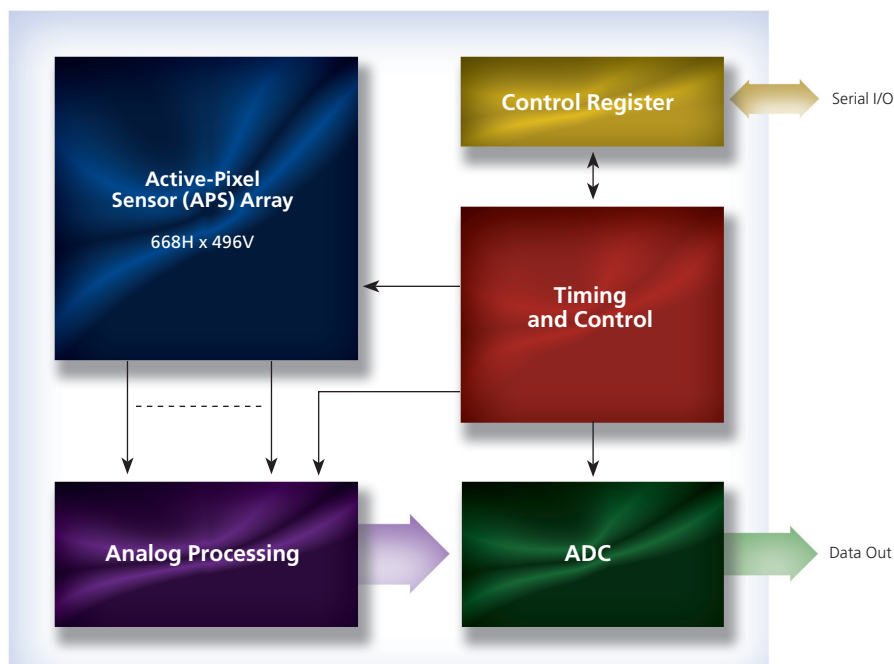 Active-Pixel
Sensor (APS) Array
668H x 496V
Control Register
Serial I/O
Timing
and Control
Analog Processing
ADC
Data Out